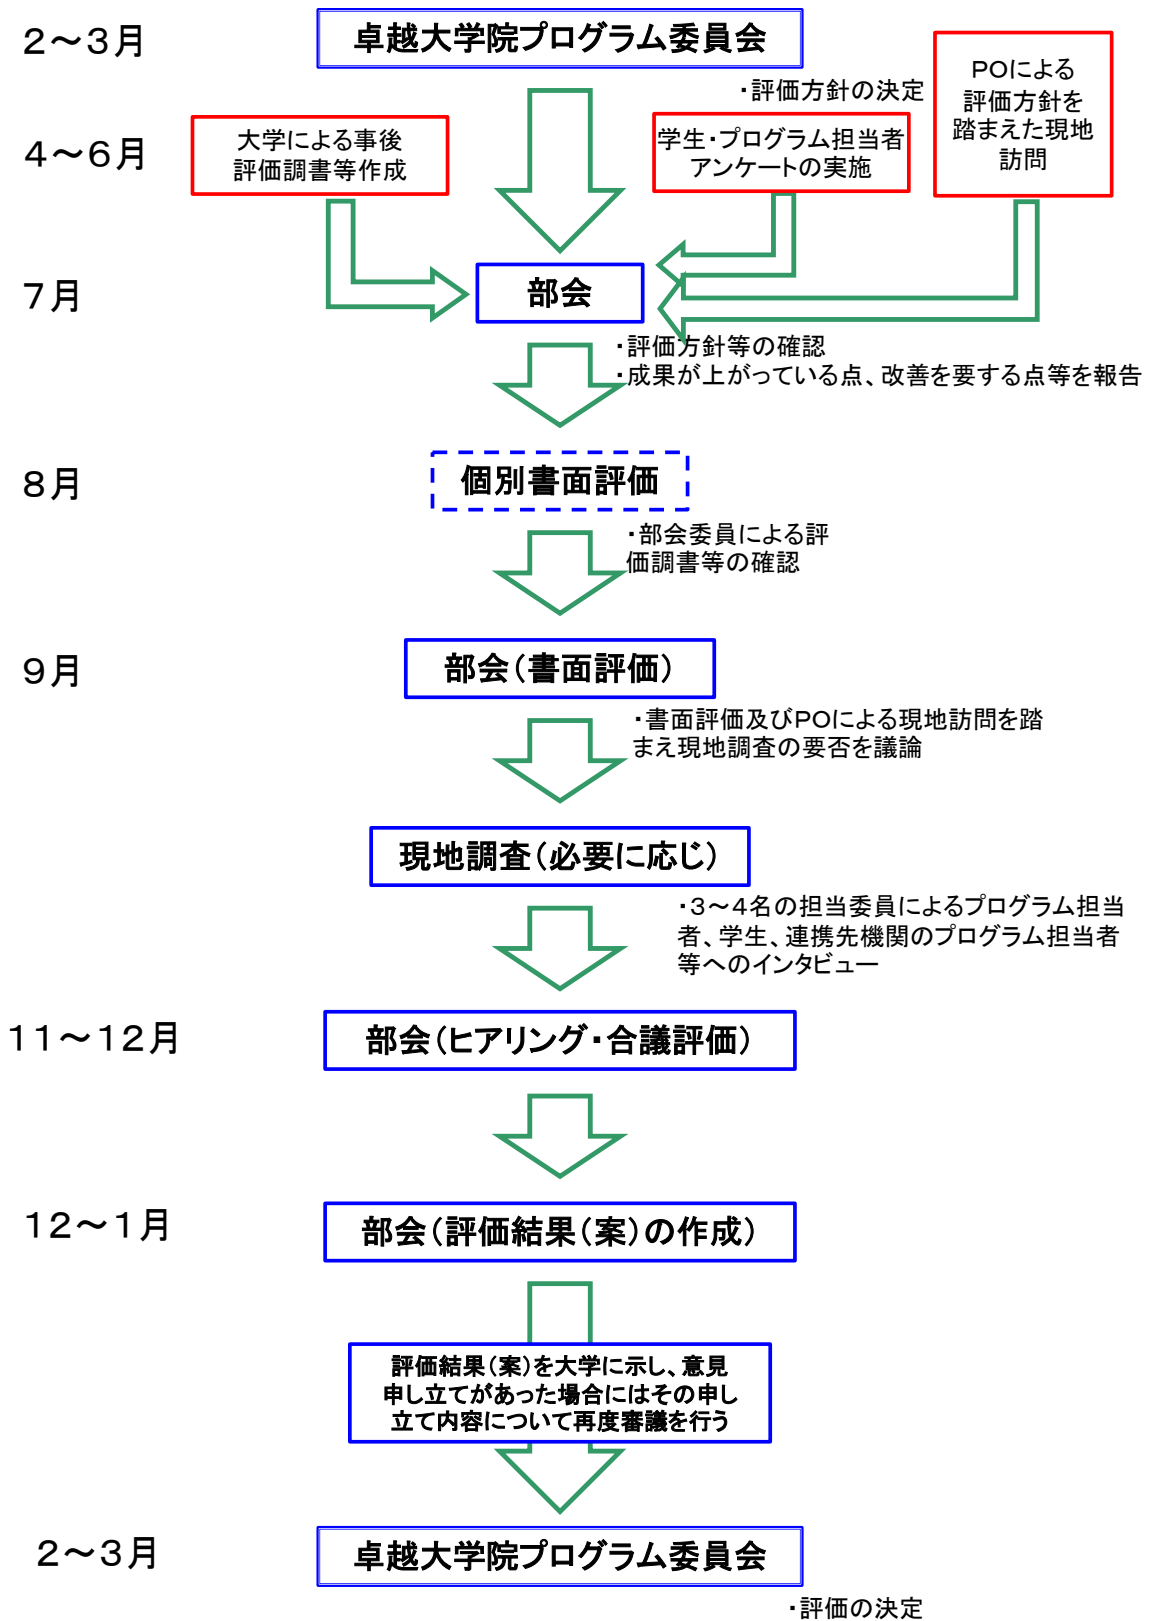 ２～３月
卓越大学院プログラム委員会
・評価方針の決定
POによる
評価方針を
踏まえた現地
訪問
４～６月
大学による事後
評価調書等作成
学生・プログラム担当者
アンケートの実施
７月
部会
・評価方針等の確認
・成果が上がっている点、改善を要する点等を報告
８月
個別書面評価
・部会委員による評
価調書等の確認
９月
部会（書面評価）
・書面評価及びPOによる現地訪問を踏
まえ現地調査の要否を議論
現地調査（必要に応じ）
・３～４名の担当委員によるプログラム担当
者、学生、連携先機関のプログラム担当者
等へのインタビュー
１１～１２月
部会（ヒアリング・合議評価）
１２～１月
部会（評価結果（案）の作成）
評価結果（案）を大学に示し、意見
申し立てがあった場合にはその申し
立て内容について再度審議を行う
２～３月
卓越大学院プログラム委員会
・評価の決定